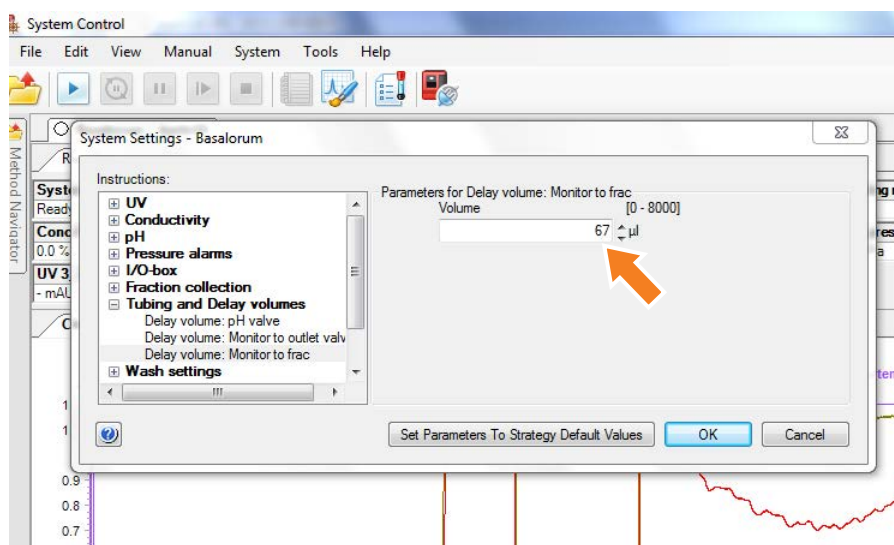 System Control
File Edit View Manual System Tools Help
Method Navigator
System Settings - Basalorum
Instructions:
UV
Conductivity
pH
Pressure alarms
I/O-box
Fraction collection
Tubing and Delay volumes
Delay volume: pH valve
Delay volume: Monitor to outlet valv
Delay volume: Monitor to frac
Wash settings
Parameters for Delay volume: Monitor to frac
Volume [0 - 8000]
67 µl
Set Parameters To Strategy Default Values OK Cancel
Syst
Read
0.0 %
UV 3
- mAU
0.9
0.8
0.7